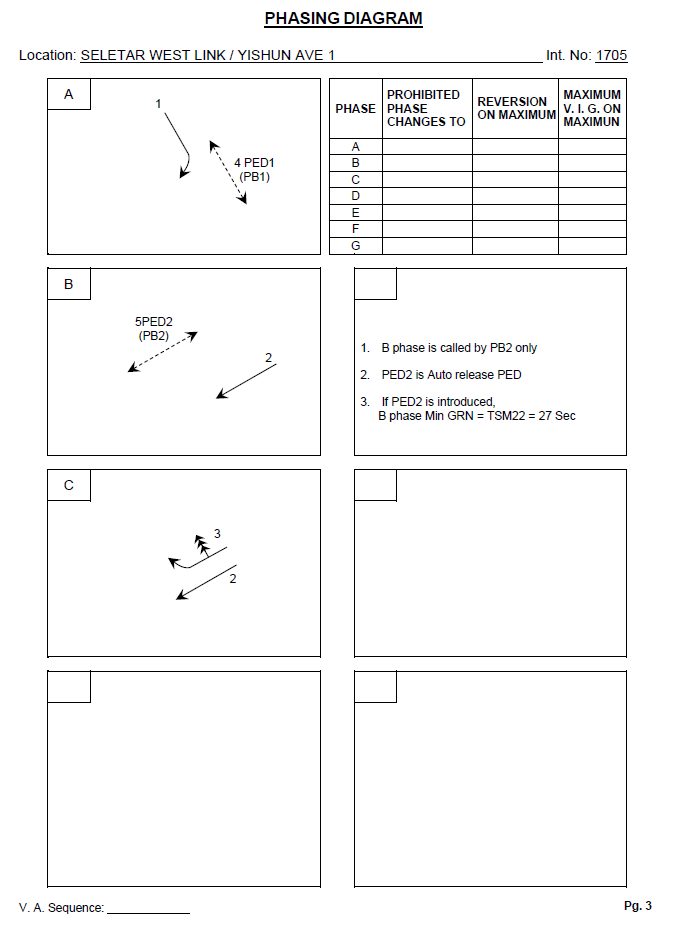 PHASING DIAGRAM
Location: SELETAR WEST LINK / YISHUN AVE 1 Int. No: 1705
A
1
4 PED1
(PB1)
PHASE
PROHIBITED
PHASE
CHANGES TO
REVERSION
ON MAXIMUM
MAXIMUM
V. I. G. ON
MAXIMUN
A
B
C
D
E
F
G
B
5PED2
(PB2)
2
1. B phase is called by PB2 only
2. PED2 is Auto release PED
3. If PED2 is introduced,
B phase Min GRN = TSM22 = 27 Sec
C
3
2
V. A. Sequence:
Pg. 3